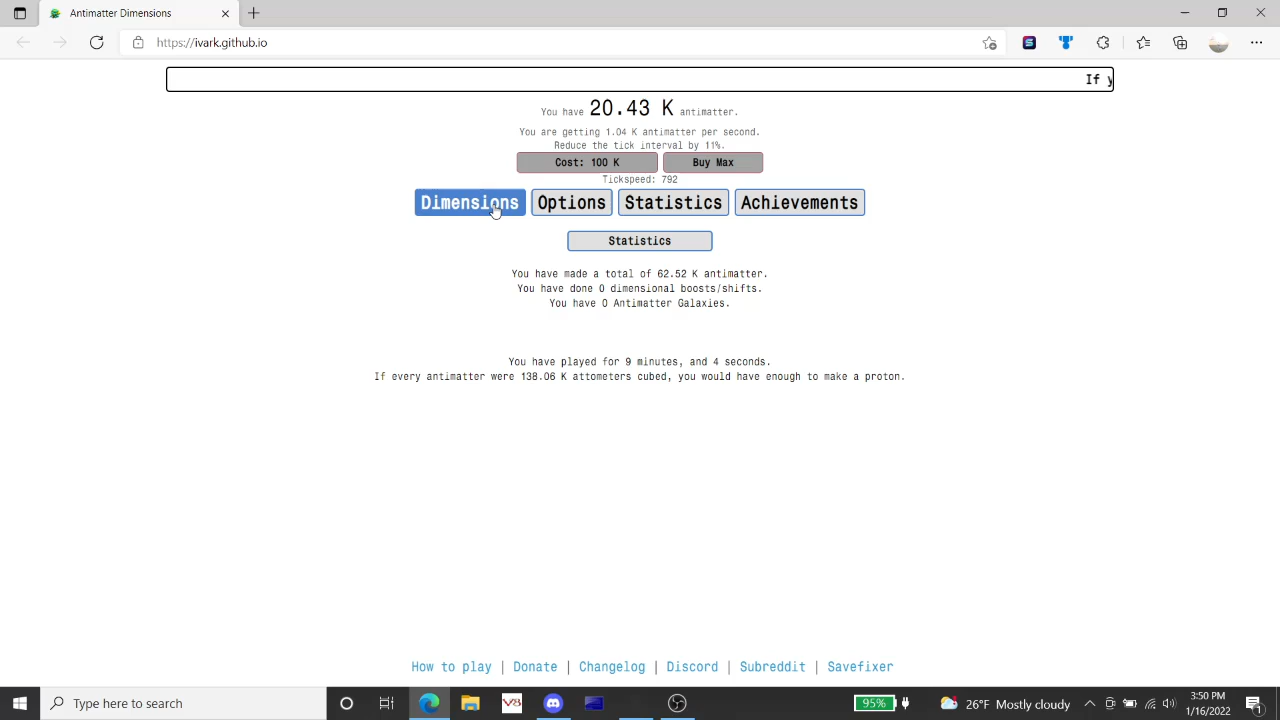 Antimatter Dimensions
https://ivark.github.io
If y
You have 20.43 K antimatter.
You are getting 1.04 K antimatter per second.
Reduce the tick interval by 11%.
Cost: 100 K Buy Max
Tickspeed: 792
Dimensions Options Statistics Achievements
Statistics
You have made a total of 62.52 K antimatter.
You have done 0 dimensional boosts/shifts.
You have 0 Antimatter Galaxies.
You have played for 9 minutes, and 4 seconds.
If every antimatter were 138.06 K attometers cubed, you would have enough to make a proton.
How to play | Donate | Changelog | Discord | Subreddit | Savefixer
Type here to search
V8
95%
26°F Mostly cloudy
3:50 PM
1/16/2022
1